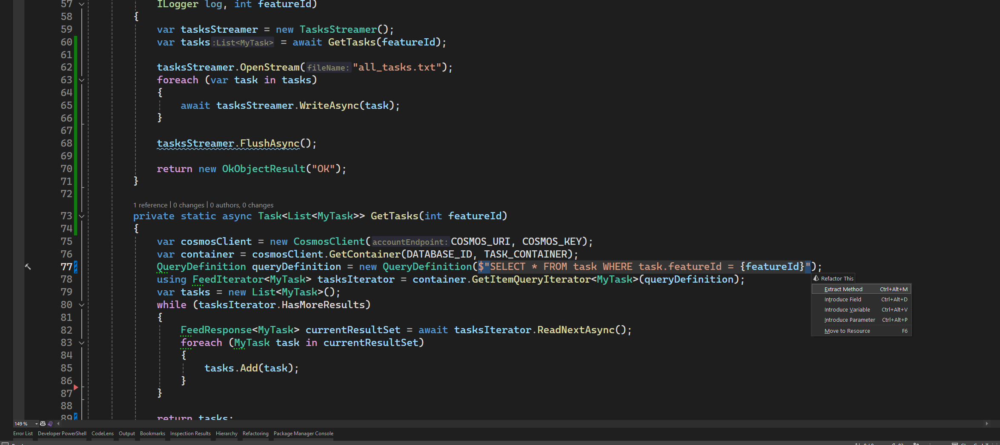 57 ILogger log, int featureId)
58 {
59 var tasksStreamer = new TasksStreamer();
60 var tasks:List<MyTask> = await GetTasks(featureId);
61
62 tasksStreamer.OpenStream(fileName:"all_tasks.txt");
63 foreach (var task in tasks)
64 {
65 await tasksStreamer.WriteAsync(task);
66 }
67
68 tasksStreamer.FlushAsync();
69
70 return new OkObjectResult("OK");
71 }
72
1 reference | 0 changes | 0 authors, 0 changes
73 private static async Task<List<MyTask>> GetTasks(int featureId)
74 {
75 var cosmosClient = new CosmosClient(accountEndpoint:COSMOS_URI, COSMOS_KEY);
76 var container = cosmosClient.GetContainer(DATABASE_ID, TASK_CONTAINER);
77 QueryDefinition queryDefinition = new QueryDefinition($"SELECT * FROM task WHERE task.featureId = {featureId}");
78 using FeedIterator<MyTask> tasksIterator = container.GetItemQueryIterator<MyTask>(queryDefinition);
Refactor This
Extract Method Ctrl+Alt+M
Introduce Field Ctrl+Alt+D
Introduce Variable Ctrl+Alt+V
Introduce Parameter Ctrl+Alt+P
Move to Resource F6
79 var tasks = new List<MyTask>();
80 while (tasksIterator.HasMoreResults)
81 {
82 FeedResponse<MyTask> currentResultSet = await tasksIterator.ReadNextAsync();
83 foreach (MyTask task in currentResultSet)
84 {
85 tasks.Add(task);
86 }
87 }
88
89 return tasks;
149 %
Error List Developer PowerShell CodeLens Output Bookmarks Inspection Results Hierarchy Refactoring Package Manager Console